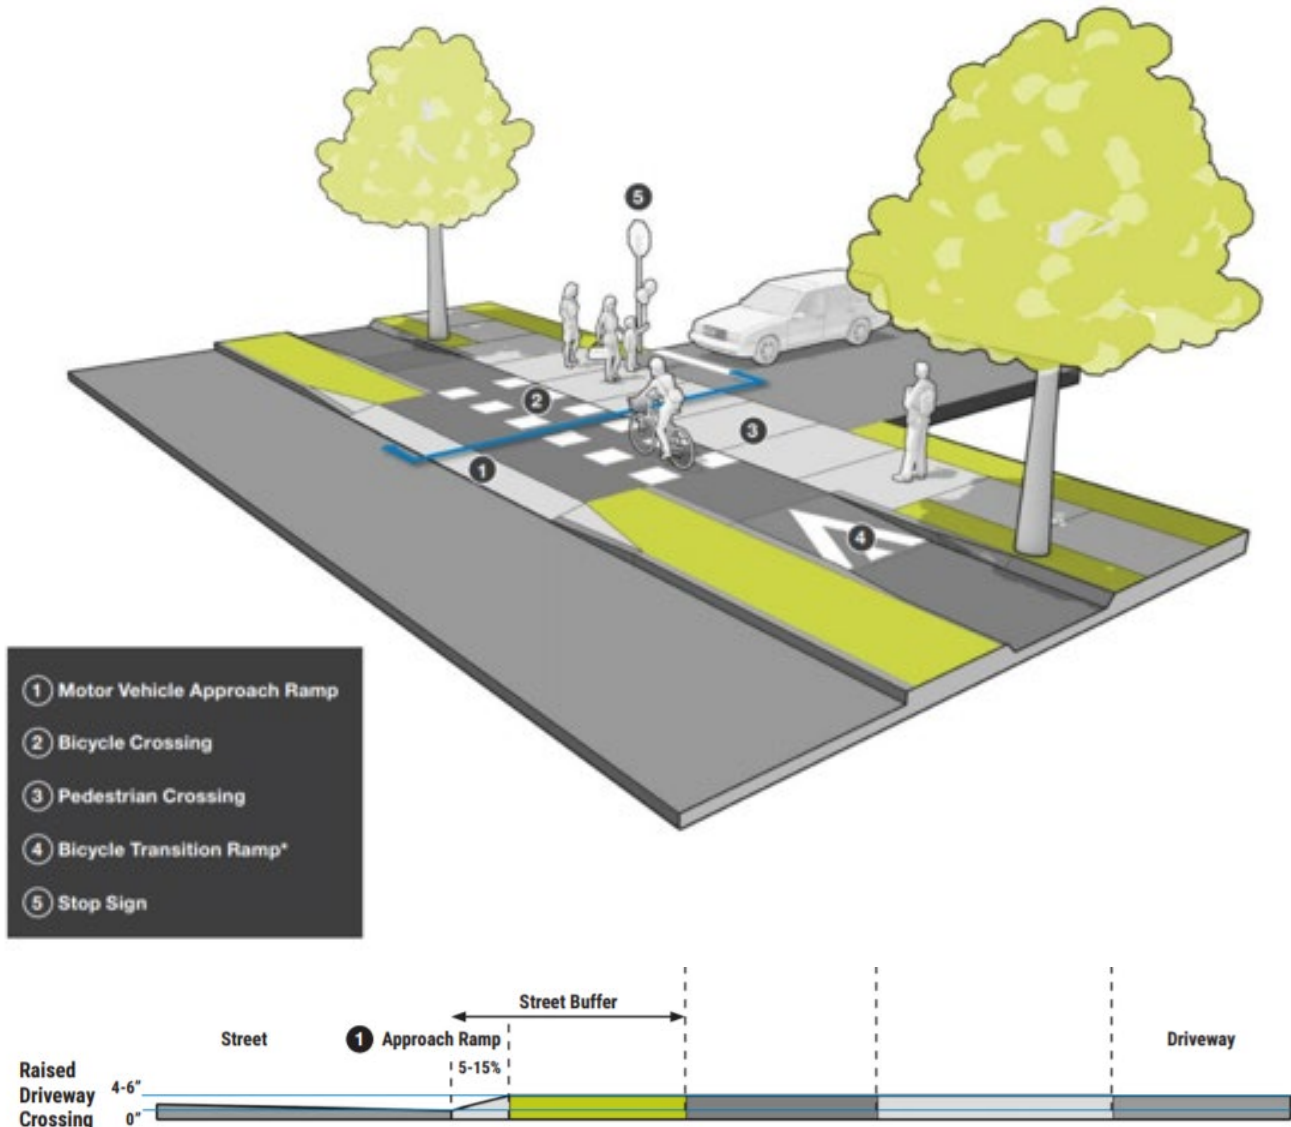 5
2
3
1
4
1 Motor Vehicle Approach Ramp
2 Bicycle Crossing
3 Pedestrian Crossing
4 Bicycle Transition Ramp*
5 Stop Sign
Street Buffer
Street 1 Approach Ramp Driveway
5-15%
Raised
Driveway
Crossing
4-6"
0"